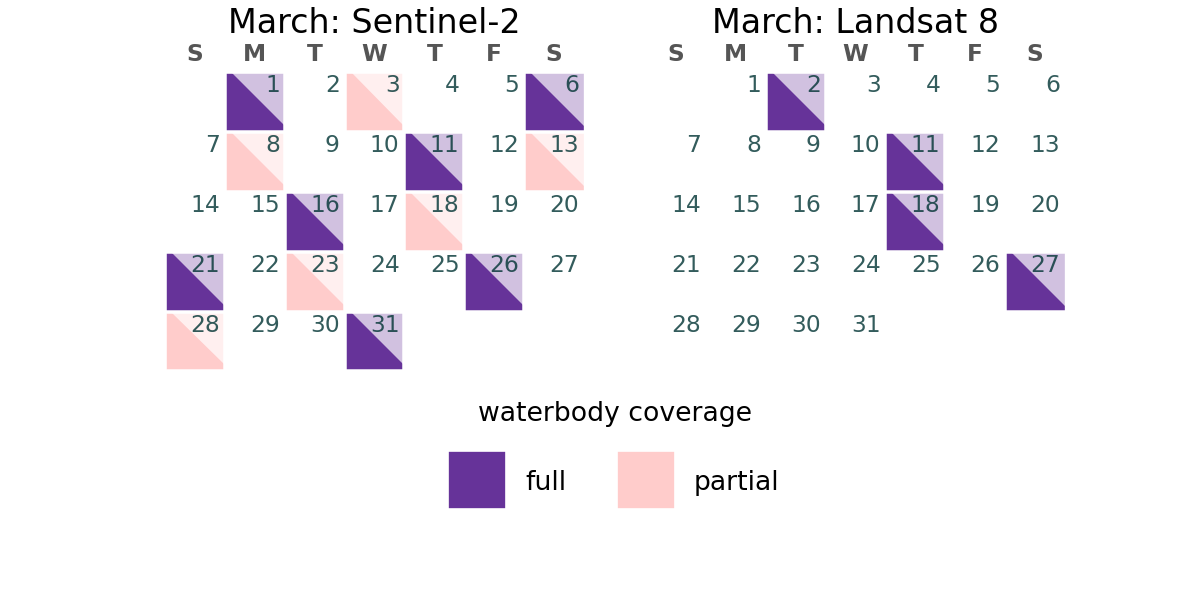 March: Sentinel-2
S M T W T F S
1 2 3 4 5 6
7 8 9 10 11 12 13
14 15 16 17 18 19 20
21 22 23 24 25 26 27
28 29 30 31
March: Landsat 8
S M T W T F S
1 2 3 4 5 6
7 8 9 10 11 12 13
14 15 16 17 18 19 20
21 22 23 24 25 26 27
28 29 30 31
waterbody coverage
full
partial